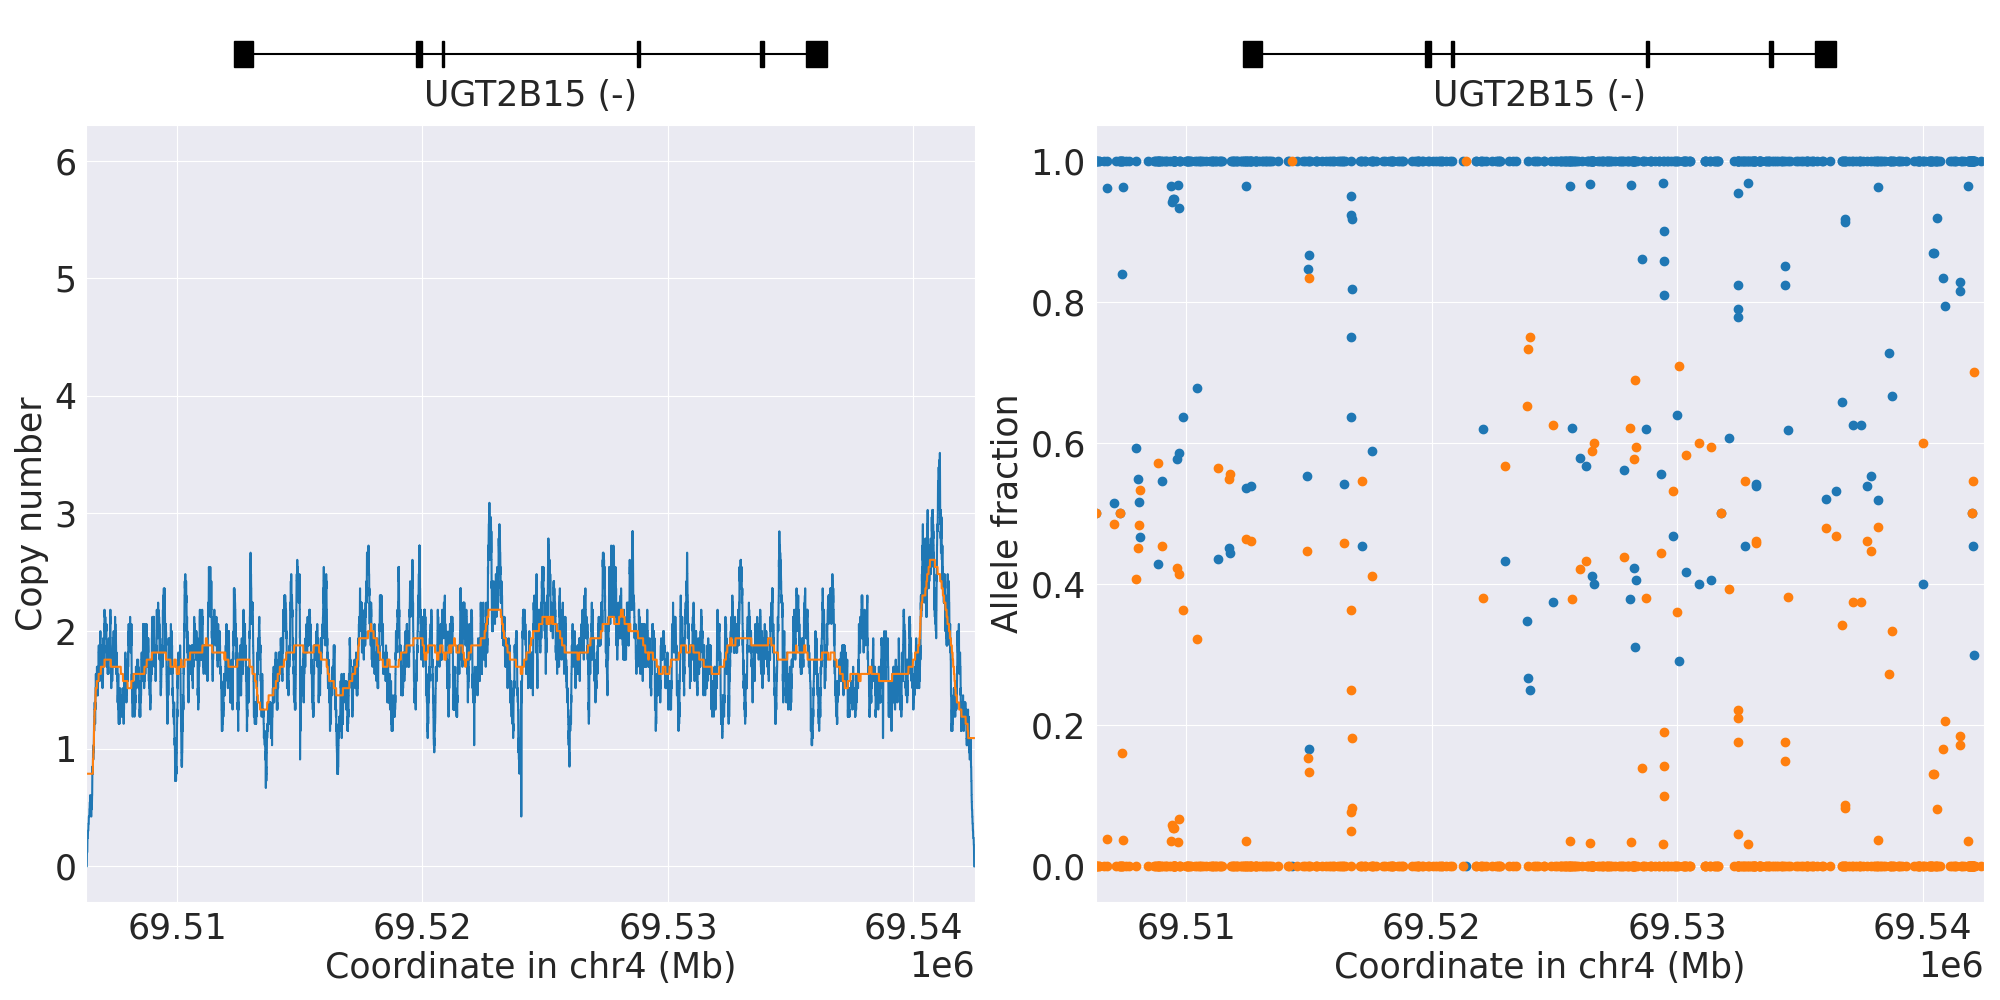 UGT2B15 (-)
6
5
4
3
2
1
0
Copy number
69.51 69.52 69.53 69.54
Coordinate in chr4 (Mb) 1e6
UGT2B15 (-)
1.0
0.8
0.6
0.4
0.2
0.0
Allele fraction
69.51 69.52 69.53 69.54
Coordinate in chr4 (Mb) 1e6